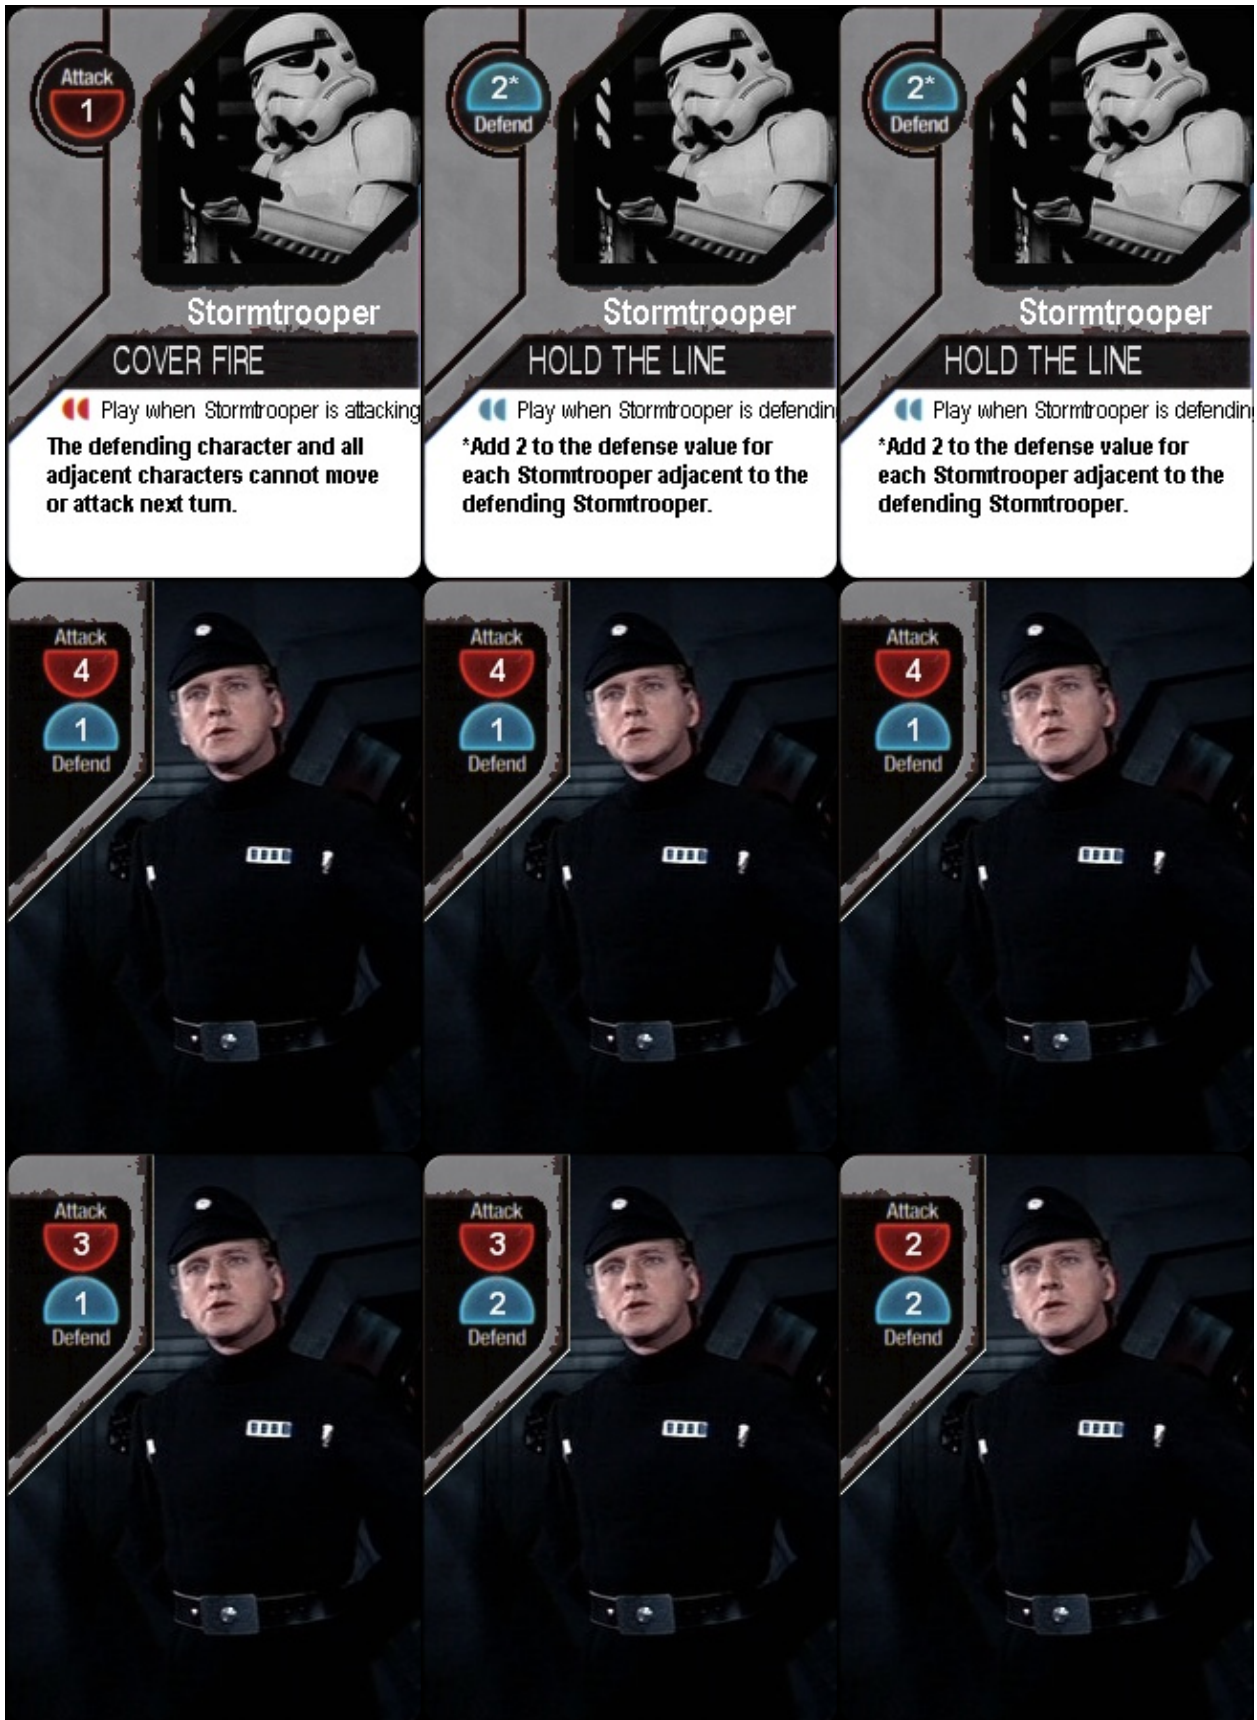 Attack
1
Stormtrooper
COVER FIRE
Play when Stormtrooper is attacking
The defending character and all
adjacent characters cannot move
or attack next turn.
2*
Defend
Stormtrooper
HOLD THE LINE
Play when Stormtrooper is defendin
*Add 2 to the defense value for
each Stormtrooper adjacent to the
defending Stormtrooper.
2*
Defend
Stormtrooper
HOLD THE LINE
Play when Stormtrooper is defendin
*Add 2 to the defense value for
each Stormtrooper adjacent to the
defending Stormtrooper.
Attack
4
1
Defend
Attack
4
1
Defend
Attack
4
1
Defend
Attack
3
1
Defend
Attack
3
2
Defend
Attack
2
2
Defend